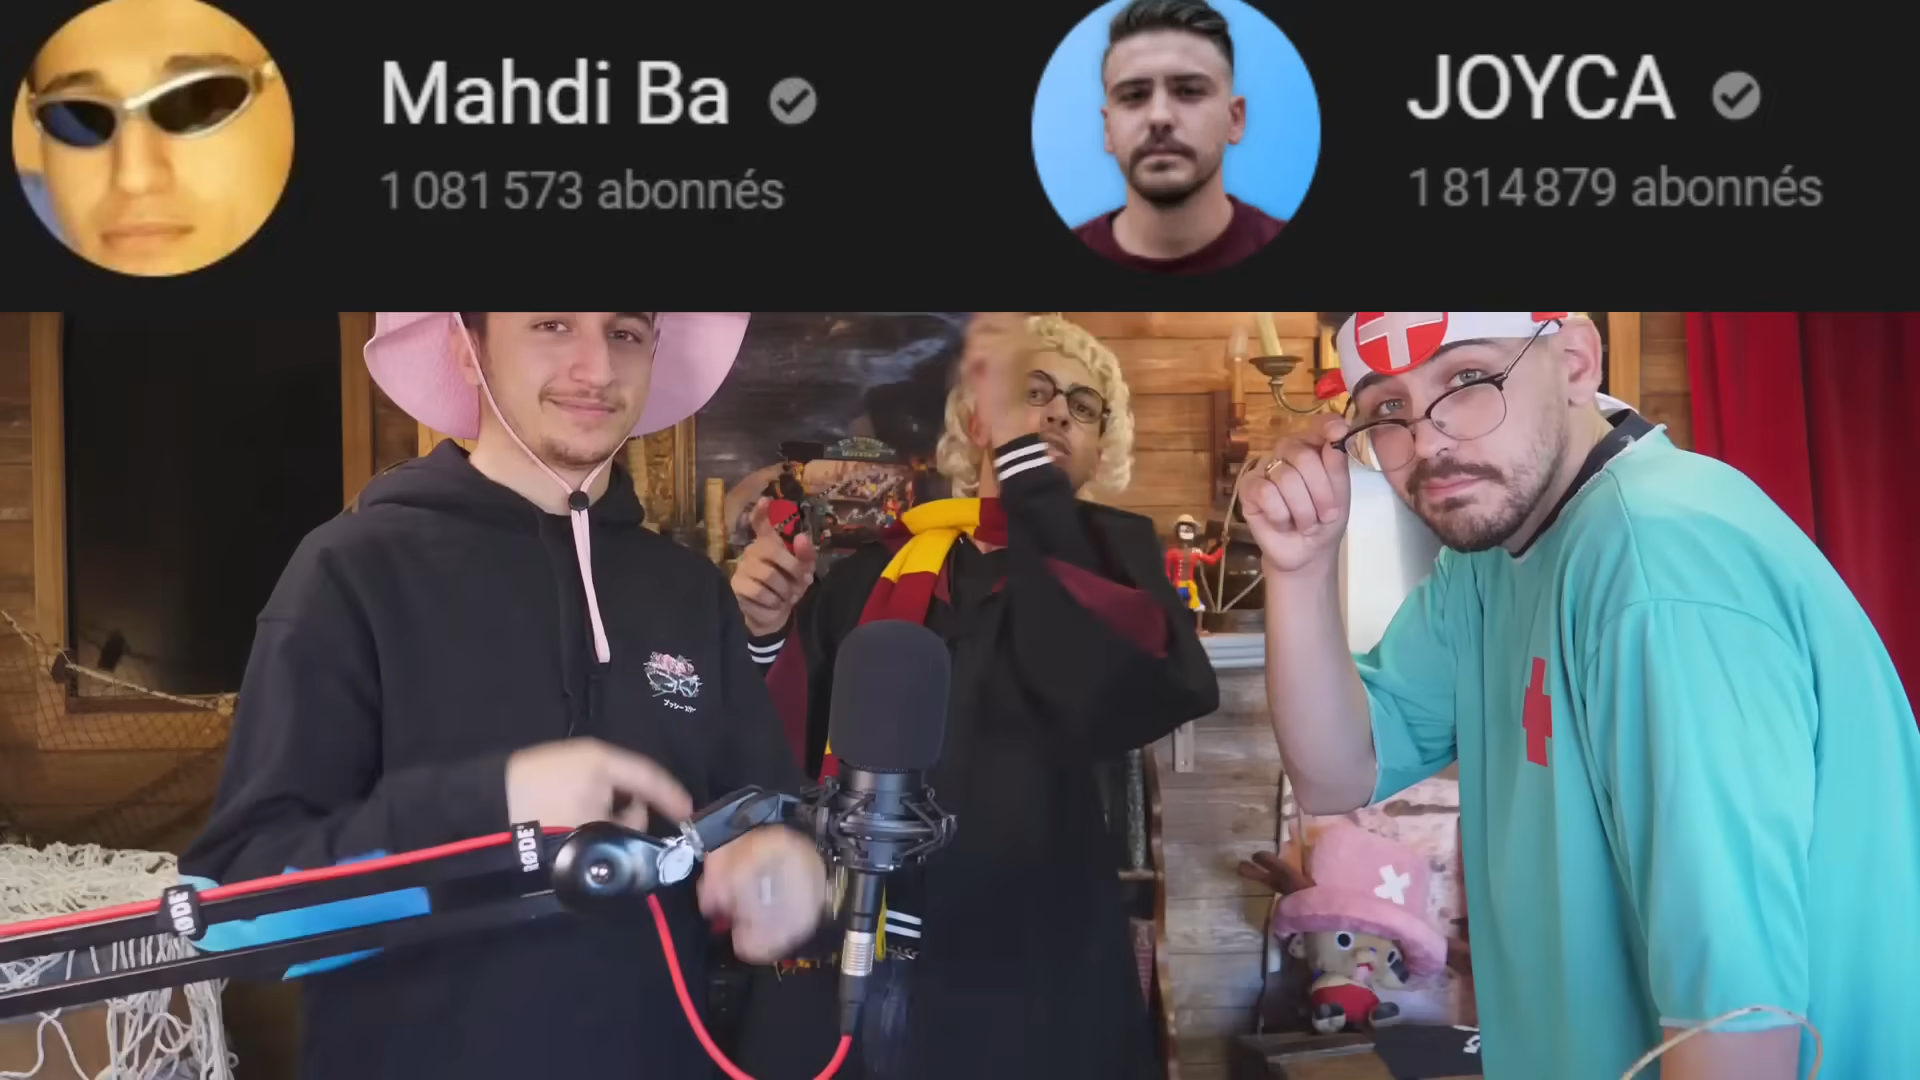 Mahdi Ba
1 081 573 abonnés
JOYCA
1 814 879 abonnés
RØDE
RØDE